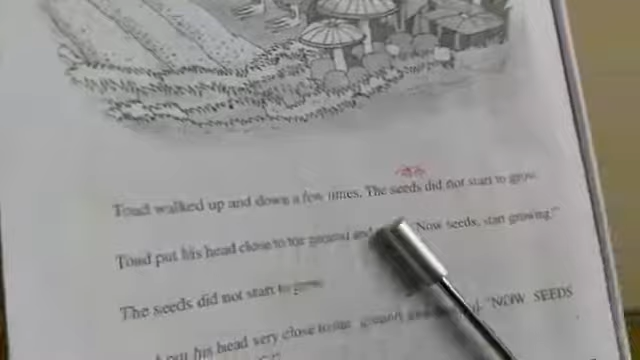 Toad walked up and down a few times. The seeds did not start to grow.
Toad put his head close to the ground and "Now seeds, start growing."
The seeds did not start to grow.
put his head very close to the ground "NOW SEEDS